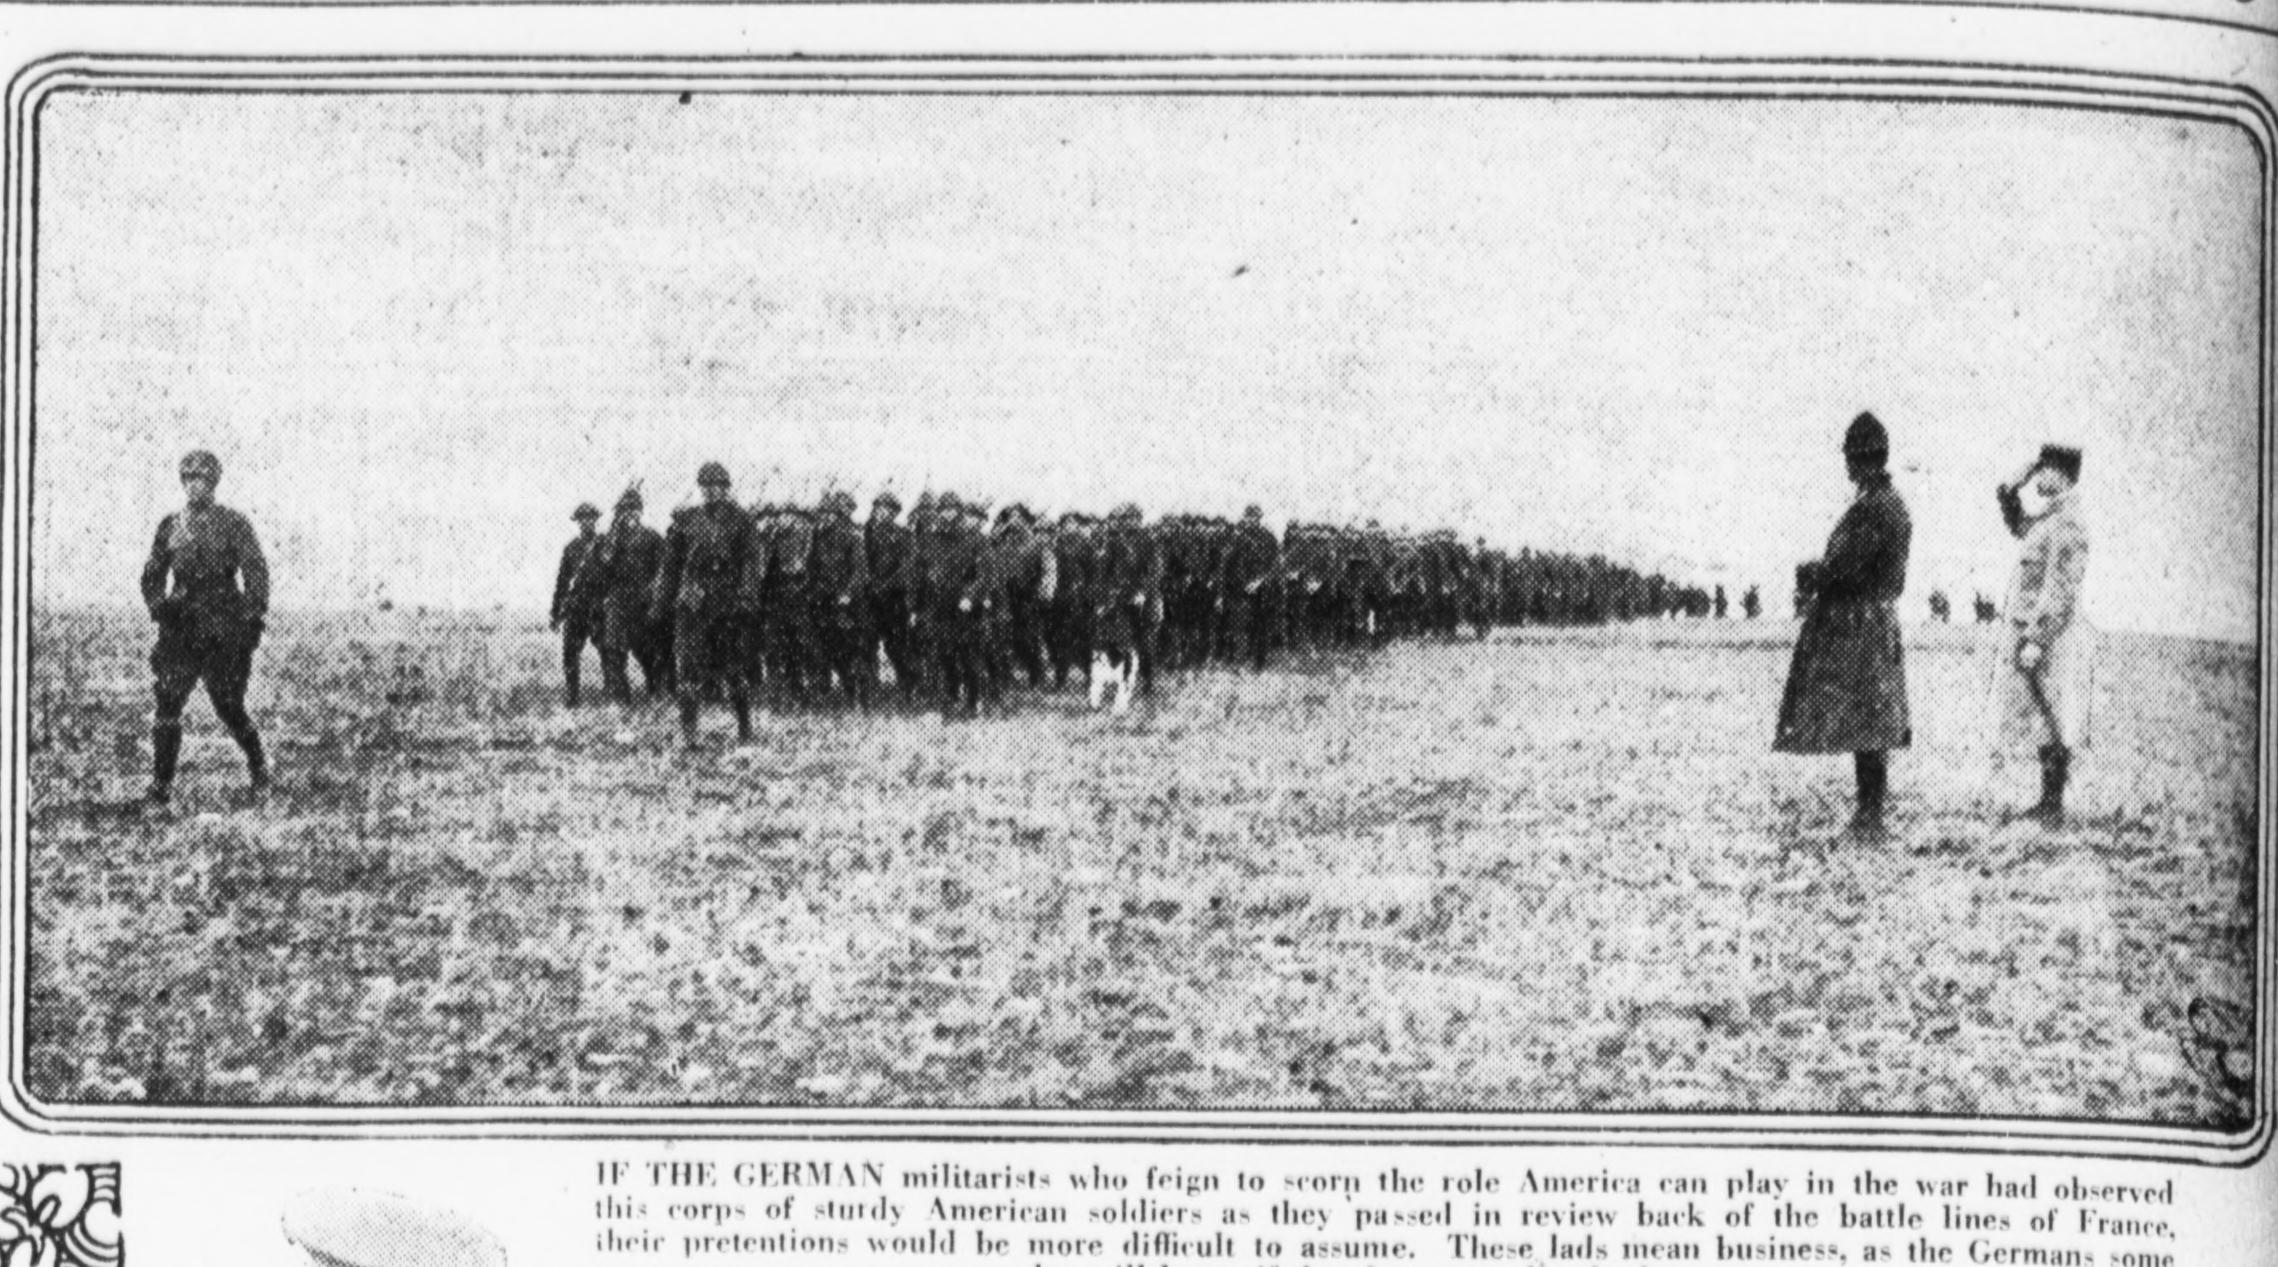 IF THE GERMAN militarists who feign to scorn the role America can play in the war had observed
this corps of sturdy American soldiers as they passed in review back of the battle lines of France,
their pretentions would be more difficult to assume. These lads mean business, as the Germans some